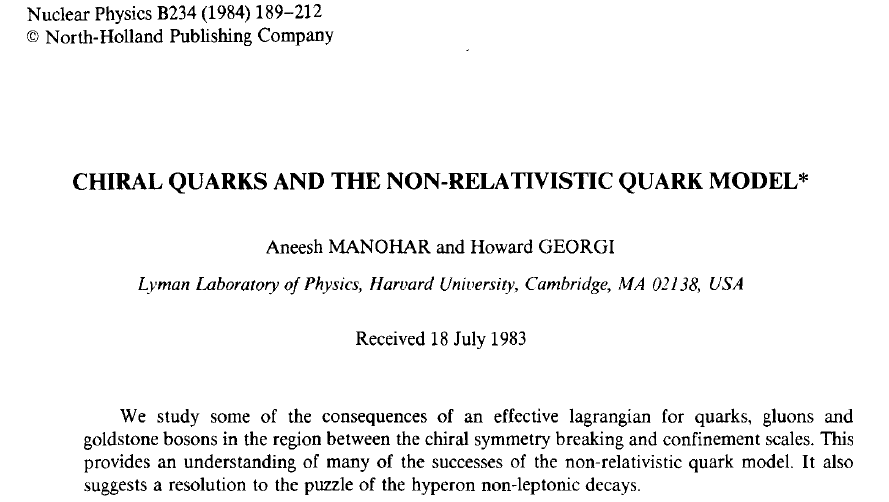 Nuclear Physics B234 (1984) 189–212
© North-Holland Publishing Company
CHIRAL QUARKS AND THE NON-RELATIVISTIC QUARK MODEL*
Aneesh MANOHAR and Howard GEORGI
Lyman Laboratory of Physics, Harvard University, Cambridge, MA 02138, USA
Received 18 July 1983
We study some of the consequences of an effective lagrangian for quarks, gluons and
goldstone bosons in the region between the chiral symmetry breaking and confinement scales. This
provides an understanding of many of the successes of the non-relativistic quark model. It also
suggests a resolution to the puzzle of the hyperon non-leptonic decays.